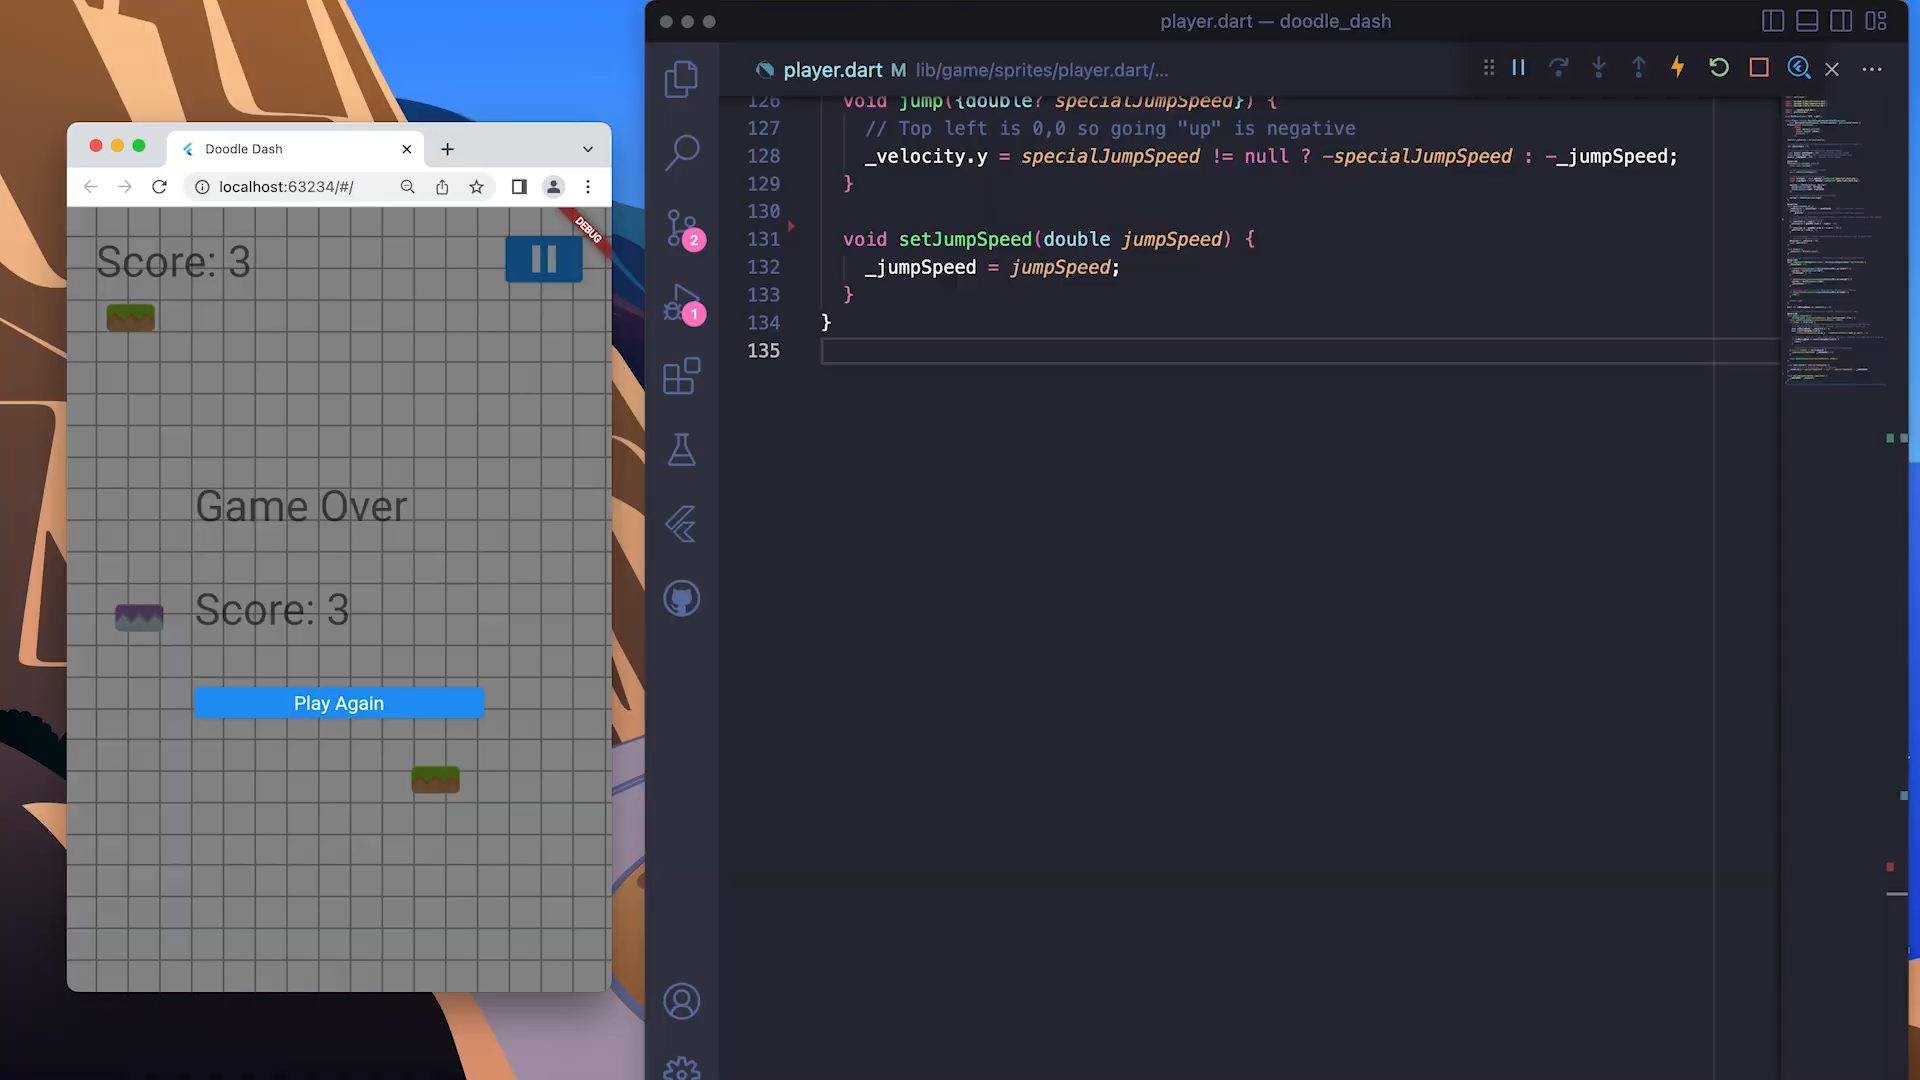 Doodle Dash
localhost:63234/#/
DEBUG
Score: 3
Game Over
Score: 3
Play Again
player.dart — doodle_dash
player.dart M lib/game/sprites/player.dart/...
2
1
126 void jump({double? specialJumpSpeed}) {
127 // Top left is 0,0 so going "up" is negative
128 _velocity.y = specialJumpSpeed != null ? -specialJumpSpeed : -_jumpSpeed;
129 }
130
131 void setJumpSpeed(double jumpSpeed) {
132 _jumpSpeed = jumpSpeed;
133 }
134 }
135